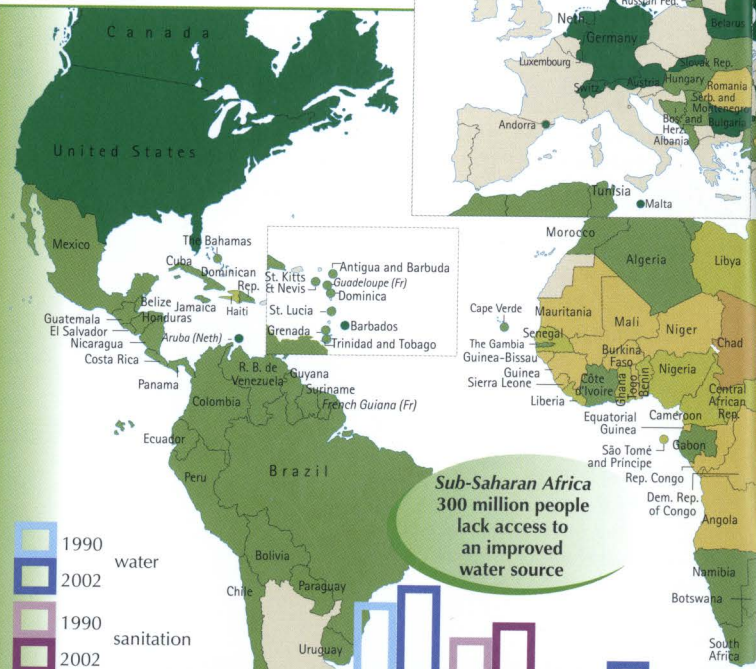 Canada
United States
Mexico
The Bahamas
Cuba
Dominican
Rep.
Haiti
Jamaica
Belize
Honduras
Guatemala
El Salvador
Nicaragua
Costa Rica
Panama
Aruba (Neth)
St. Kitts
& Nevis
Antigua and Barbuda
Guadeloupe (Fr)
Dominica
St. Lucia
Barbados
Grenada
Trinidad and Tobago
R. B. de
Venezuela
Guyana
Suriname
French Guiana (Fr)
Colombia
Ecuador
Peru
Brazil
Bolivia
Paraguay
Chile
Uruguay
Russian Fed.
Neth
Belarus
Germany
Luxembourg
Slovak Rep.
Switz
Austria
Hungary
Romania
Serb. and
Montenegro
Bos. and
Herz.
Bulgaria
Albania
Andorra
Tunisia
Malta
Morocco
Algeria
Libya
Cape Verde
Mauritania
Mali
Niger
Chad
Senegal
The Gambia
Guinea-Bissau
Guinea
Sierra Leone
Liberia
Burkina
Faso
Côte
d'Ivoire
Ghana
Togo
Benin
Nigeria
Central
African
Rep.
Cameroon
Equatorial
Guinea
São Tomé
and Príncipe
Gabon
Rep. Congo
Dem. Rep.
of Congo
Angola
Namibia
Botswana
South
Africa
Sub-Saharan Africa
300 million people
lack access to
an improved
water source
1990
water
2002
1990
sanitation
2002